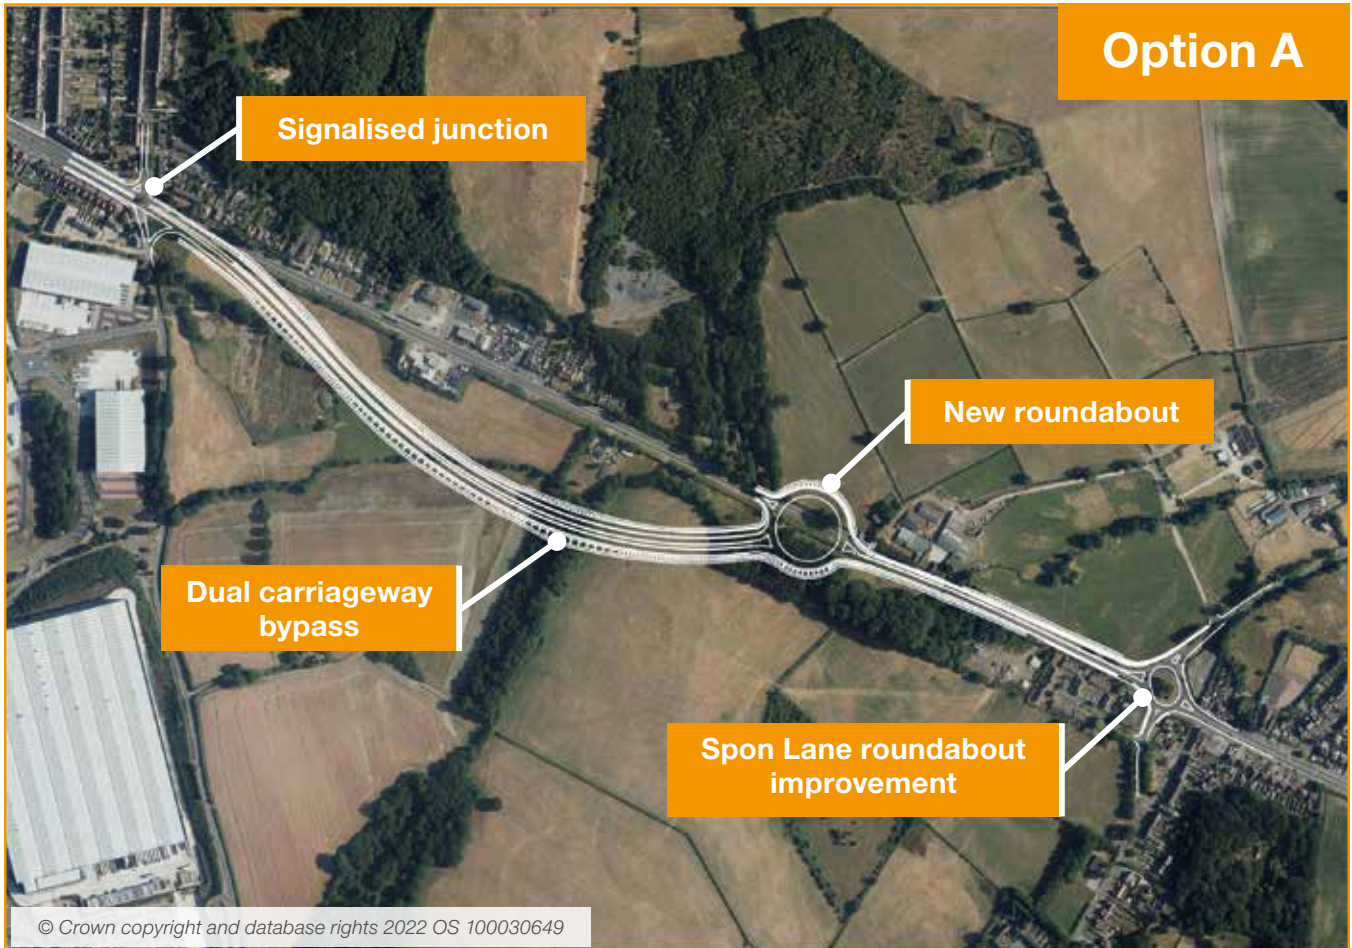 Option A
Signalised junction
New roundabout
Dual carriageway
bypass
Spon Lane roundabout
improvement
© Crown copyright and database rights 2022 OS 100030649